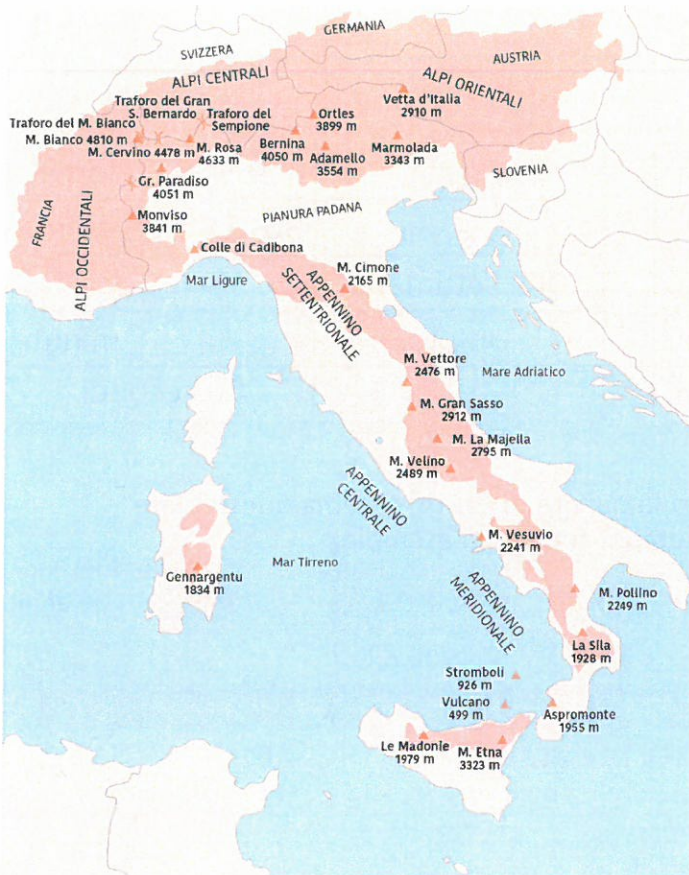 GERMANIA
SVIZZERA
AUSTRIA
ALPI CENTRALI
ALPI ORIENTALI
Traforo del Gran
S. Bernardo
Traforo del
Sempione
Ortles
3899 m
Vetta d'Italia
2910 m
Traforo del M. Bianco
M. Bianco 4810 m
M. Cervino 4478 m
M. Rosa
4633 m
Bernina
4050 m
Adamello
3554 m
Marmolada
3343 m
SLOVENIA
Gr. Paradiso
4051 m
FRANCIA
ALPI OCCIDENTALI
Monviso
3841 m
PIANURA PADANA
Colle di Cadibona
Mar Ligure
M. Cimone
2165 m
APPENNINO
SETTENTRIONALE
M. Vettore
2476 m
Mare Adriatico
M. Gran Sasso
2912 m
M. La Majella
2795 m
M. Velino
2489 m
APPENNINO
CENTRALE
M. Vesuvio
2241 m
Mar Tirreno
Gennargentu
1834 m
APPENNINO
MERIDIONALE
M. Pollino
2249 m
La Sila
1928 m
Stromboli
926 m
Vulcano
499 m
Aspromonte
1955 m
Le Madonie
1979 m
M. Etna
3323 m